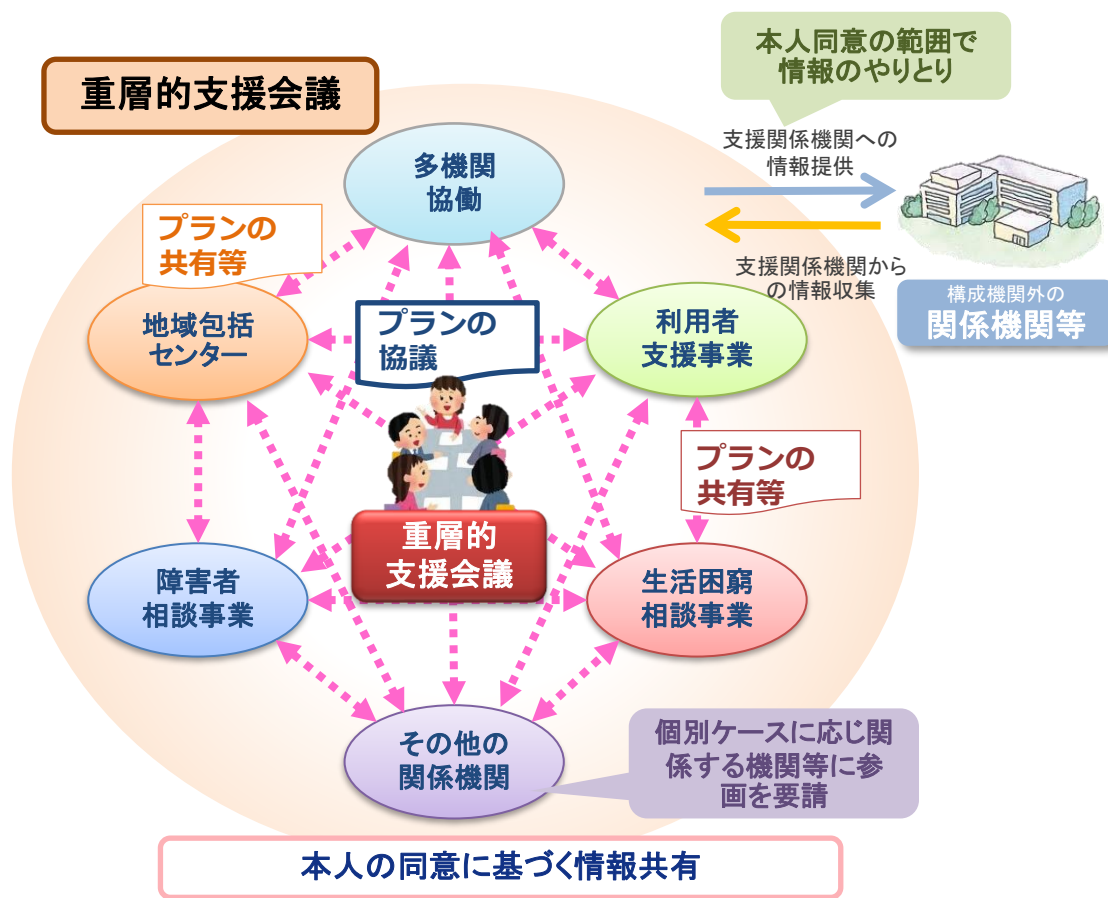 重層的支援会議
本人同意の範囲で
情報のやりとり
支援関係機関への
情報提供
支援関係機関から
の情報収集
構成機関外の
関係機関等
多機関
協働
プランの
共有等
地域包括
センター
プランの
協議
利用者
支援事業
プランの
共有等
重層的
支援会議
障害者
相談事業
生活困窮
相談事業
その他の
関係機関
個別ケースに応じ関
係する機関等に参
画を要請
本人の同意に基づく情報共有